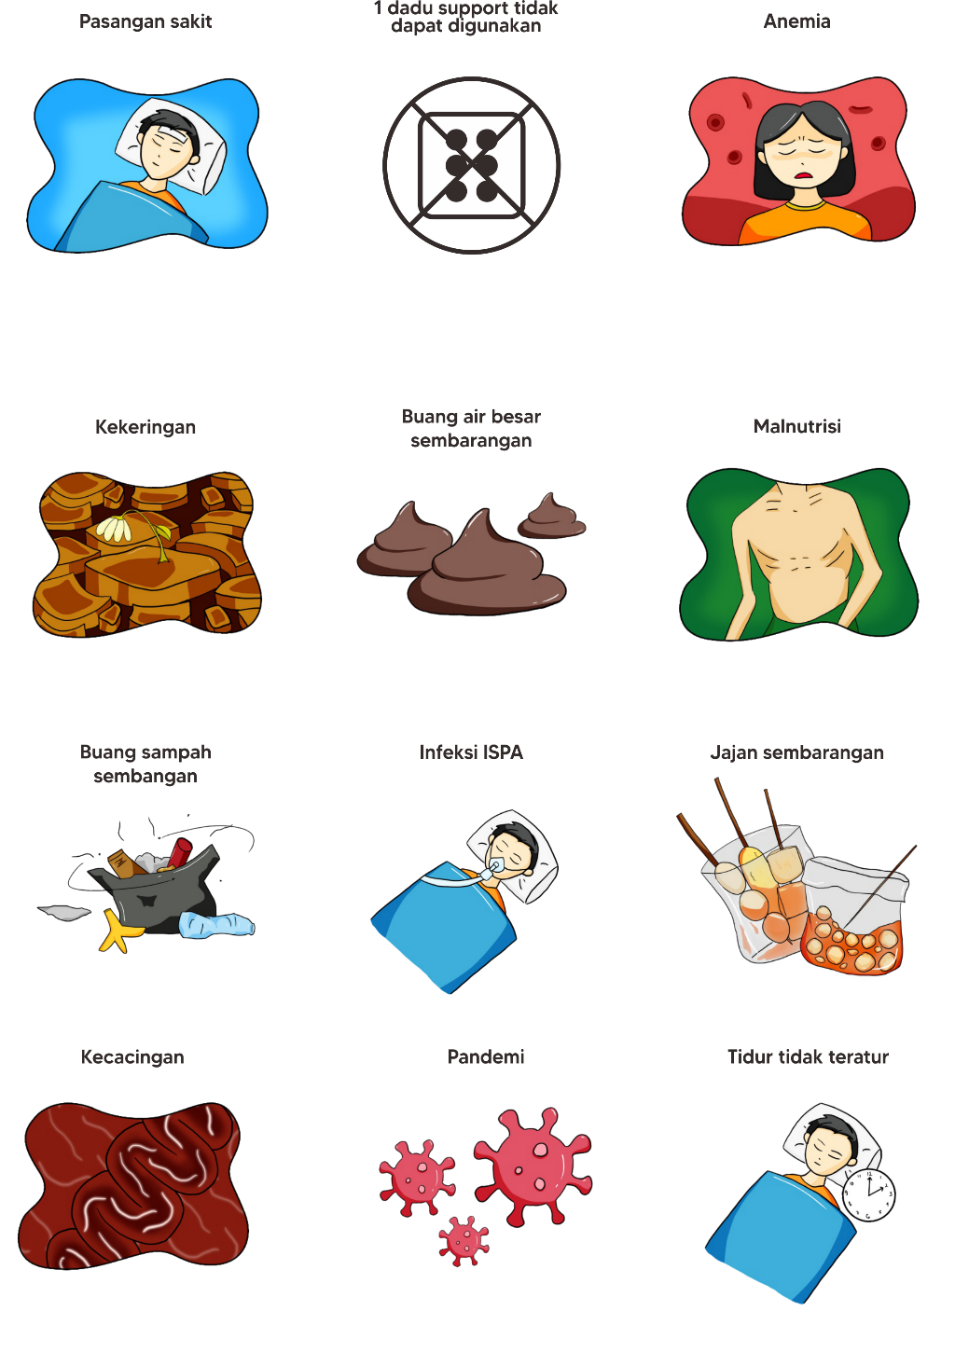 Pasangan sakit
1 dadu support tidak
dapat digunakan
Anemia
Kekeringan
Buang air besar
sembarangan
Malnutrisi
Buang sampah
sembangan
Infeksi ISPA
Jajan sembarangan
Kecacingan
Pandemi
Tidur tidak teratur